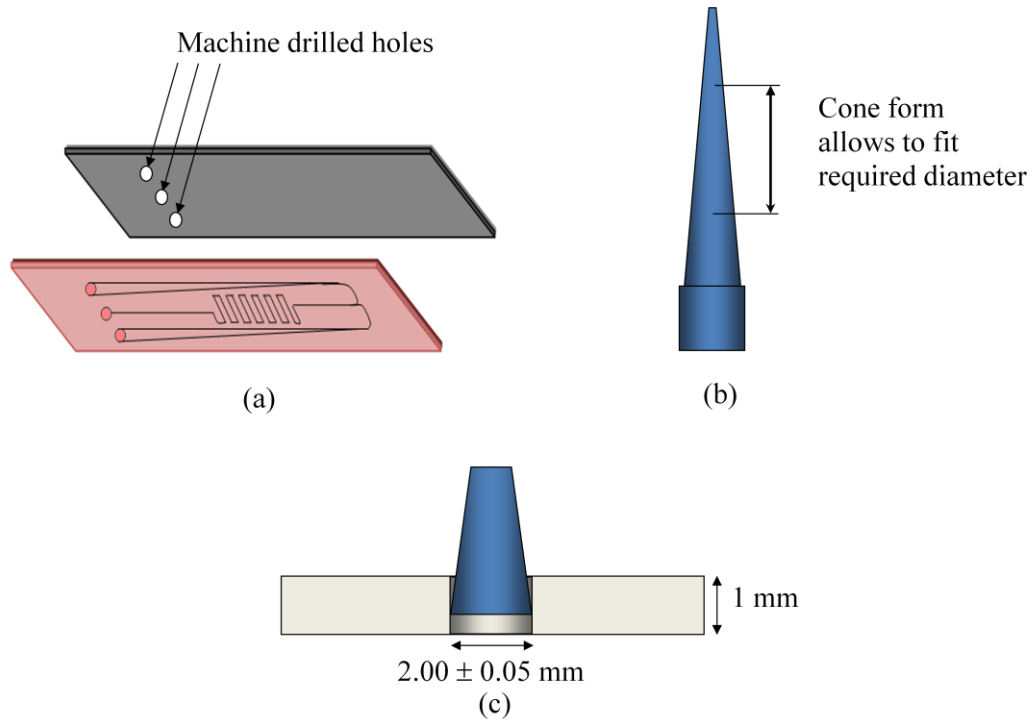 Machine drilled holes
Cone form
allows to fit
required diameter
(a)
(b)
1 mm
2.00 ± 0.05 mm
(c)